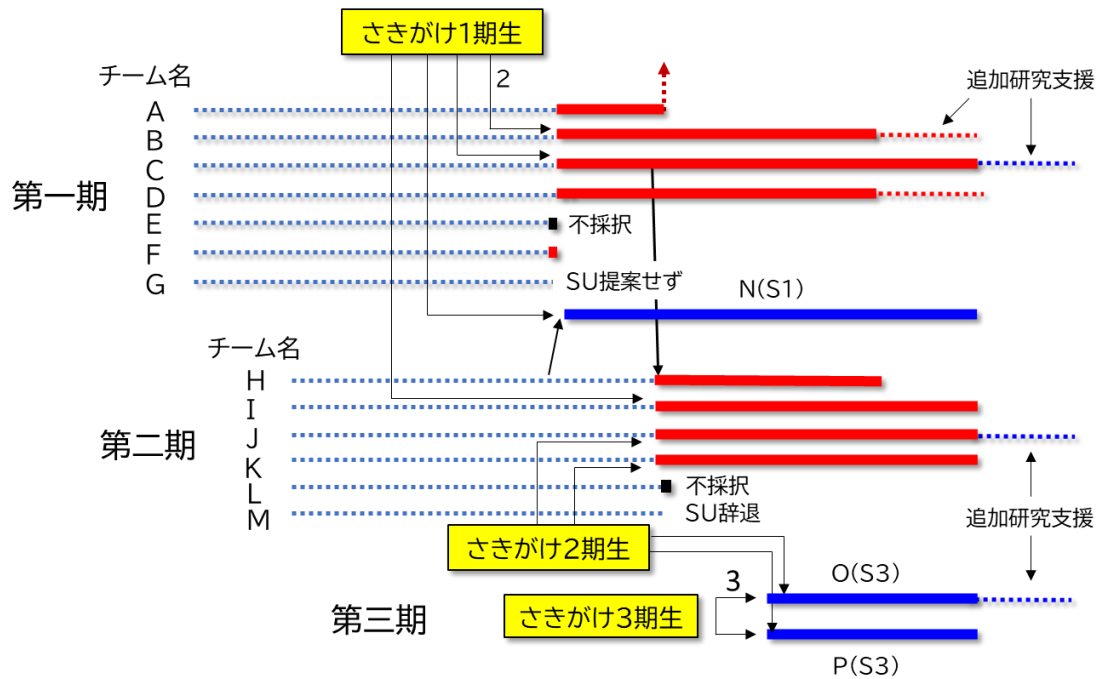 さきがけ1期生
チーム名
2
追加研究支援
A
B
C
第一期
D
E
不採択
F
G
SU提案せず
N(S1)
チーム名
H
I
J
第二期
K
L
不採択
M
SU辞退
追加研究支援
さきがけ2期生
O(S3)
3
さきがけ3期生
第三期
P(S3)